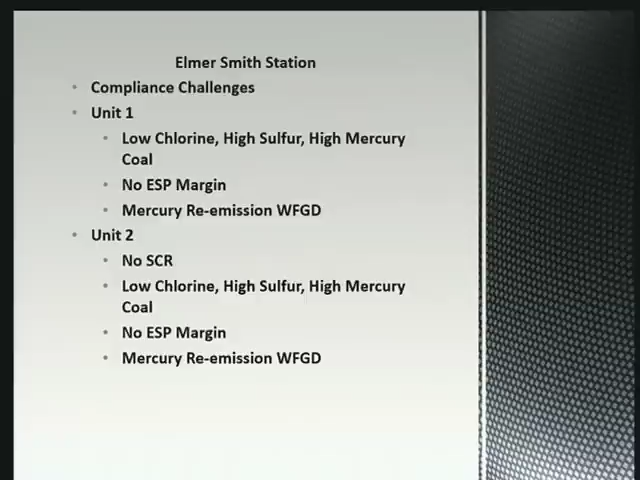 Elmer Smith Station
• Compliance Challenges
• Unit 1
• Low Chlorine, High Sulfur, High Mercury
Coal
• No ESP Margin
• Mercury Re-emission WFGD
• Unit 2
• No SCR
• Low Chlorine, High Sulfur, High Mercury
Coal
• No ESP Margin
• Mercury Re-emission WFGD